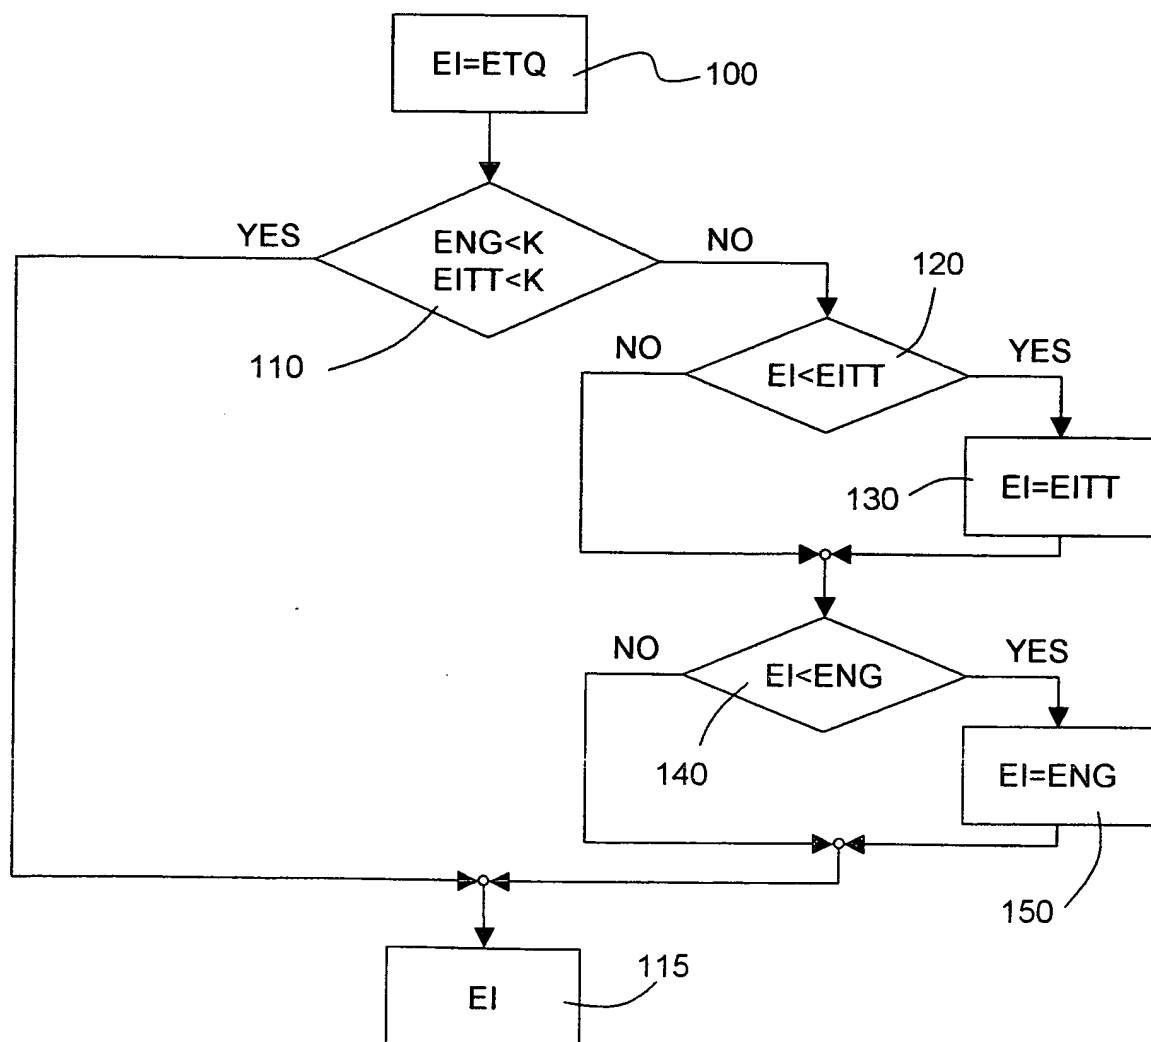 EI=ETQ
100
YES
ENG<K
EITT<K
NO
110
120
NO
EI<EITT
YES
130
EI=EITT
NO
EI<ENG
YES
140
EI=ENG
150
EI
115